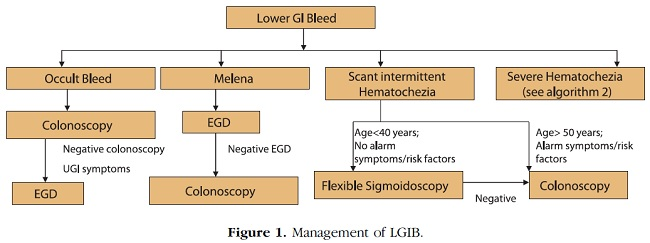 Lower GI Bleed
Occult Bleed
Melena
Scant intermittent
Hematochezia
Severe Hematochezia
(see algorithm 2)
Colonoscopy
EGD
Negative colonoscopy
UGI symptoms
Negative EGD
Age<40 years;
No alarm
symptoms/risk factors
Age> 50 years;
Alarm symptoms/risk
factors
EGD
Colonoscopy
Flexible Sigmoidoscopy
Negative
Colonoscopy
Figure 1. Management of LGIB.